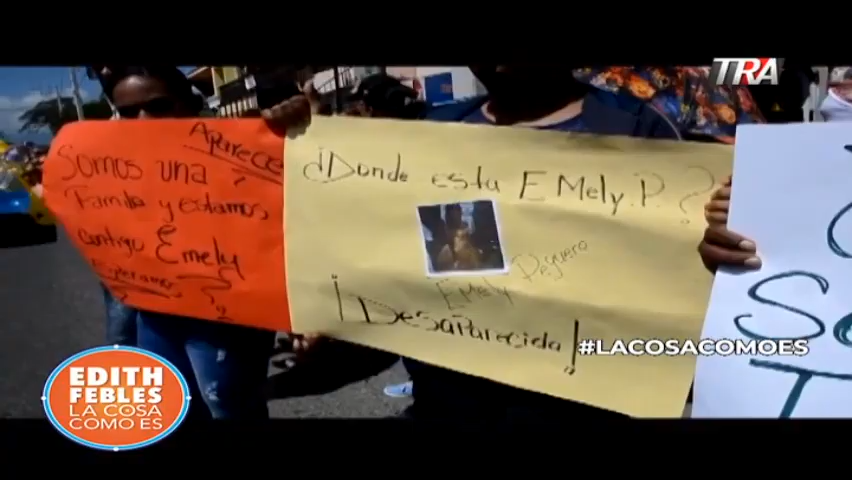 TRA
Aparece
Somos una
Familia y estamos
contigo Emely
¿Donde esta EMely.P.?
EMely Peguero
¡Desaparecida!
#LACOSACOMOES
EDITH
FEBLES
LA COSA
COMO ES